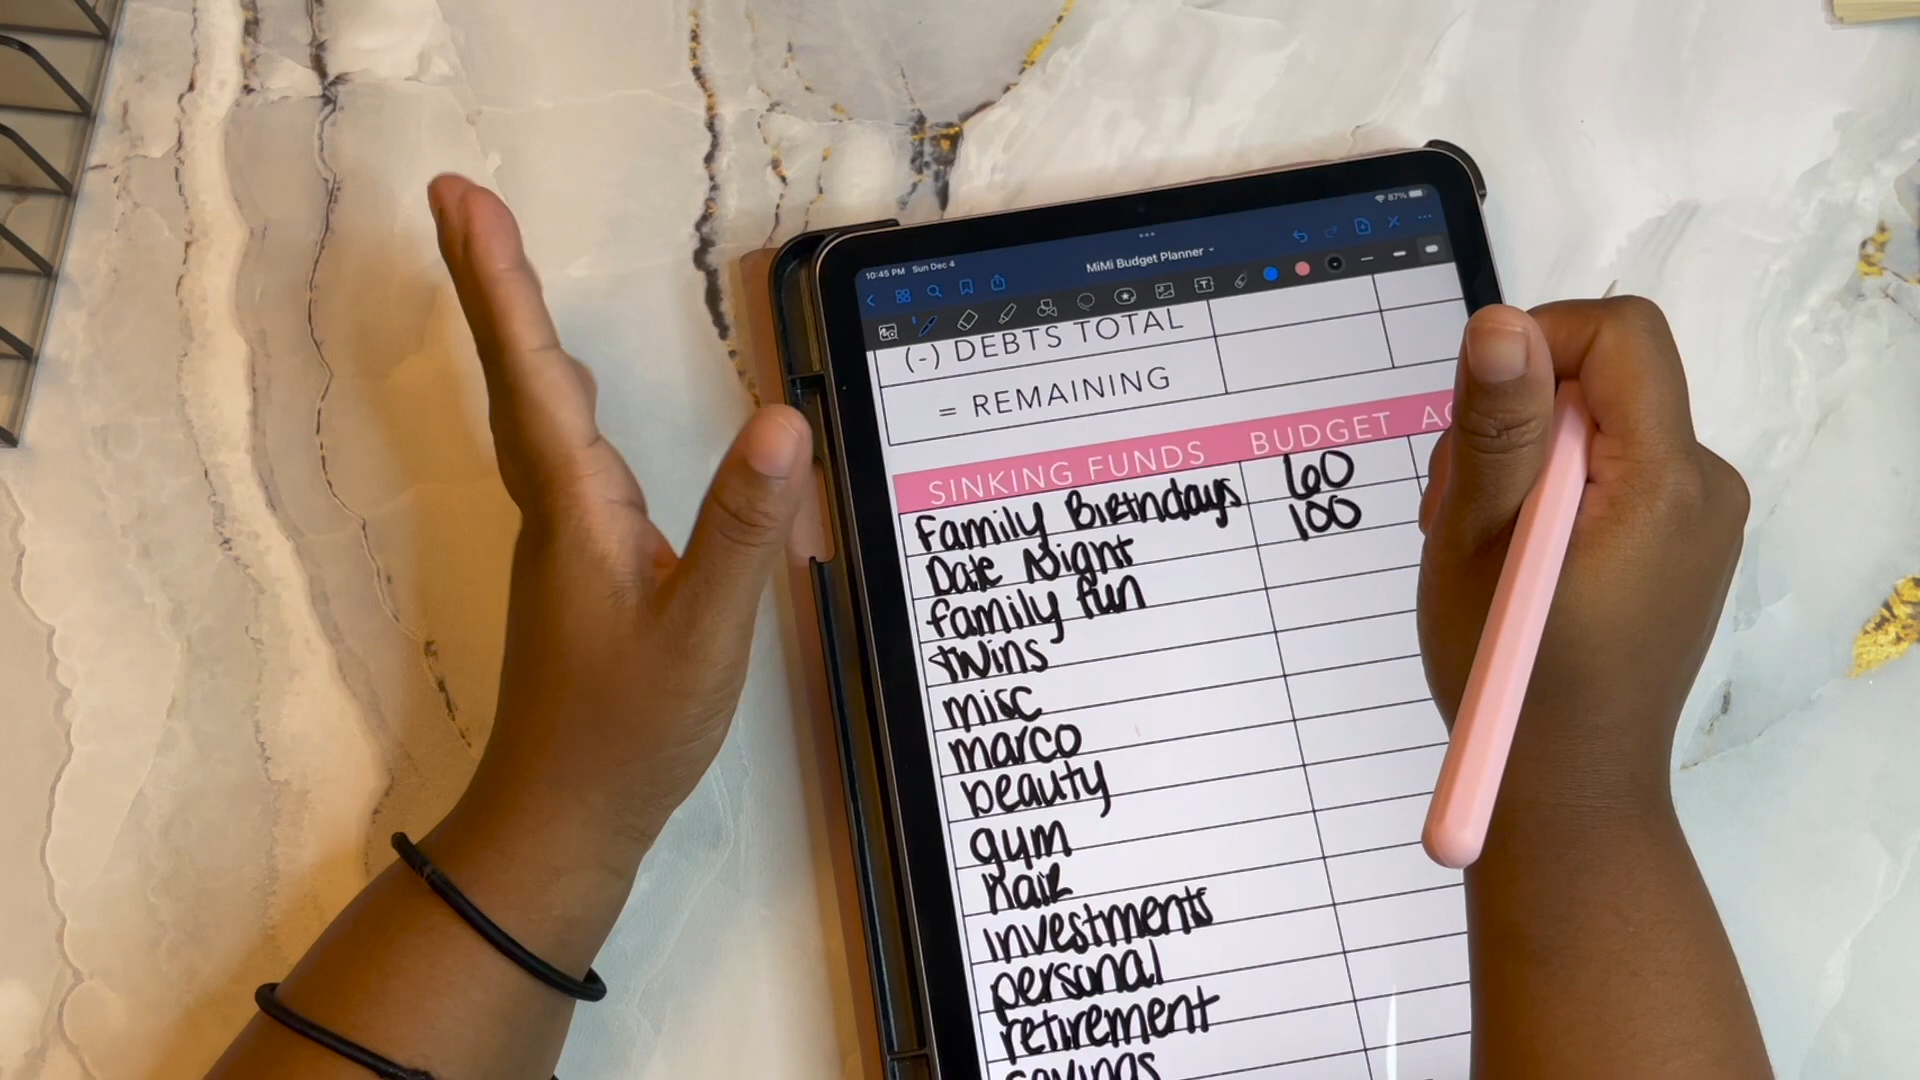 10:45 PM Sun Dec 4
87%
MiMi Budget Planner
(-) DEBTS TOTAL
= REMAINING
SINKING FUNDS BUDGET
Family Birthdays 60
Date Night 100
family fun
twins
misc
marco
beauty
gym
hair
investments
personal
retirement
savings